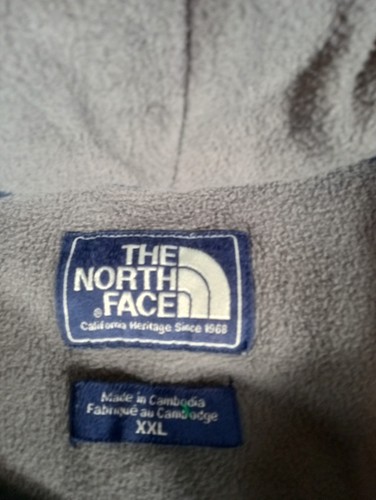 THE
NORTH
FACE
®
California Heritage Since 1968
Made in Cambodia
Fabriqué au Cambodge
XXL